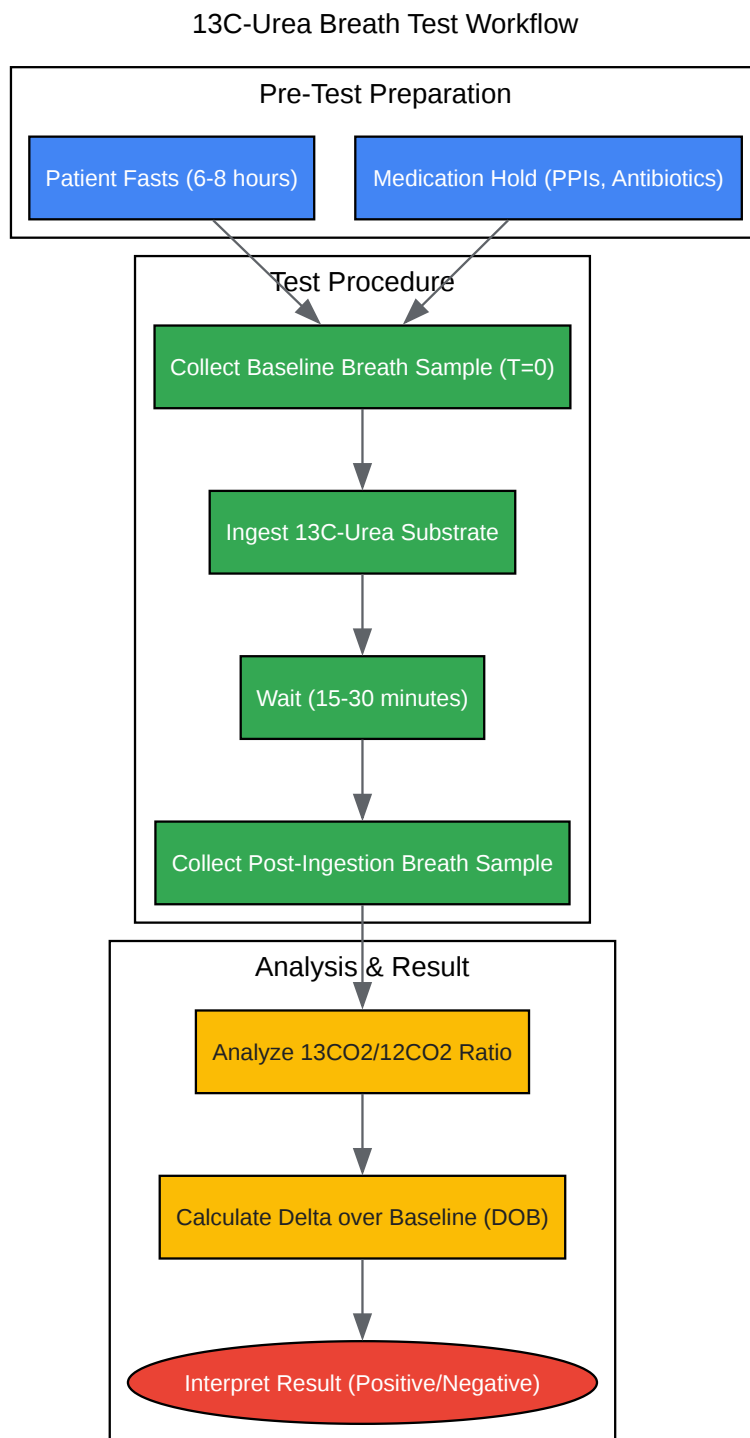 13C-Urea Breath Test Workflow
Pre-Test Preparation
Patient Fasts (6-8 hours)
Medication Hold (PPIs, Antibiotics)
Test Procedure
Collect Baseline Breath Sample (T=0)
Ingest 13C-Urea Substrate
Wait (15-30 minutes)
Collect Post-Ingestion Breath Sample
Analysis & Result
Analyze 13CO2/12CO2 Ratio
Calculate Delta over Baseline (DOB)
Interpret Result (Positive/Negative)